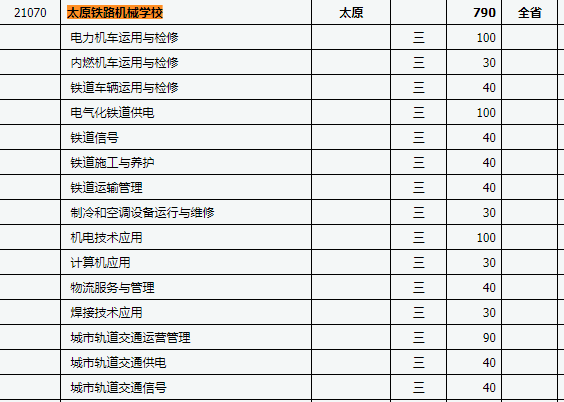 21070 太原铁路机械学校 太原 790 全省
电力机车运用与检修 三 100
内燃机车运用与检修 三 30
铁道车辆运用与检修 三 40
电气化铁道供电 三 100
铁道信号 三 40
铁道施工与养护 三 40
铁道运输管理 三 40
制冷和空调设备运行与维修 三 30
机电技术应用 三 100
计算机应用 三 30
物流服务与管理 三 40
焊接技术应用 三 30
城市轨道交通运营管理 三 90
城市轨道交通供电 三 40
城市轨道交通信号 三 40